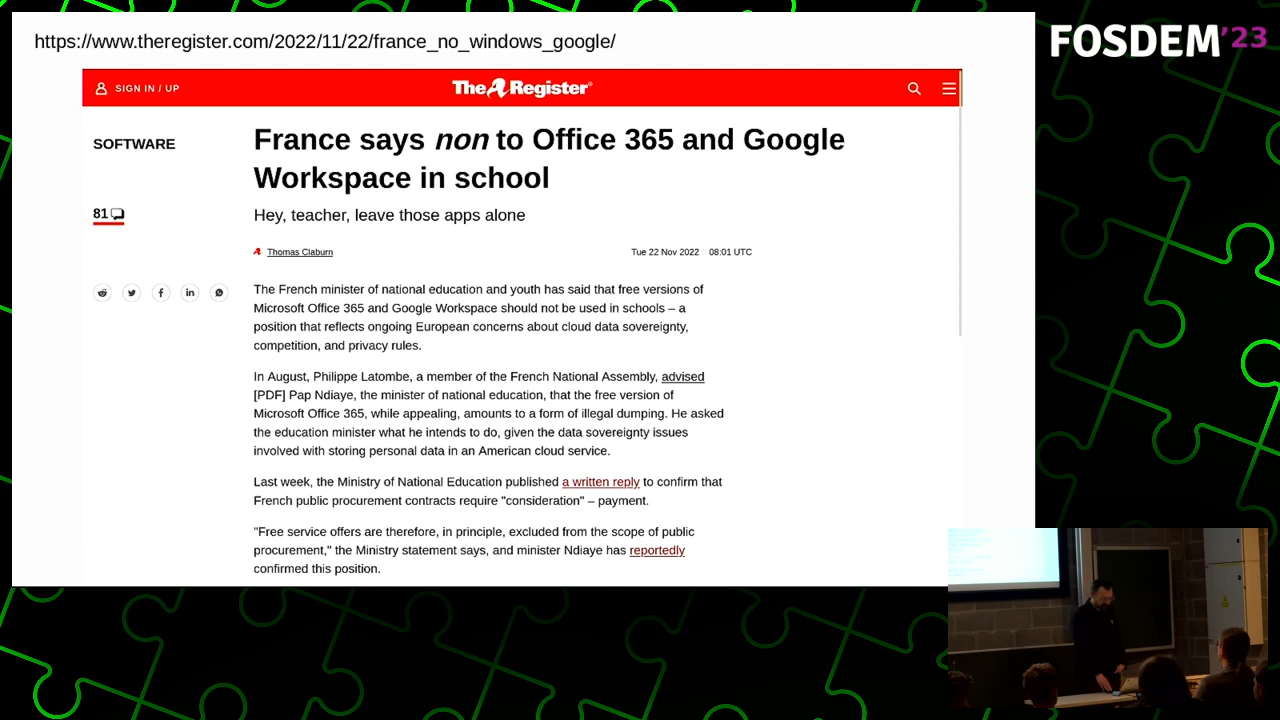 https://www.theregister.com/2022/11/22/france_no_windows_google/
FOSDEM'23
SIGN IN / UP
The Register
SOFTWARE
France says non to Office 365 and Google
Workspace in school
81
Hey, teacher, leave those apps alone
Thomas Claburn
Tue 22 Nov 2022 08:01 UTC
The French minister of national education and youth has said that free versions of
Microsoft Office 365 and Google Workspace should not be used in schools – a
position that reflects ongoing European concerns about cloud data sovereignty,
competition, and privacy rules.
In August, Philippe Latombe, a member of the French National Assembly, advised
[PDF] Pap Ndiaye, the minister of national education, that the free version of
Microsoft Office 365, while appealing, amounts to a form of illegal dumping. He asked
the education minister what he intends to do, given the data sovereignty issues
involved with storing personal data in an American cloud service.
Last week, the Ministry of National Education published a written reply to confirm that
French public procurement contracts require "consideration" – payment.
"Free service offers are therefore, in principle, excluded from the scope of public
procurement," the Ministry statement says, and minister Ndiaye has reportedly
confirmed this position.